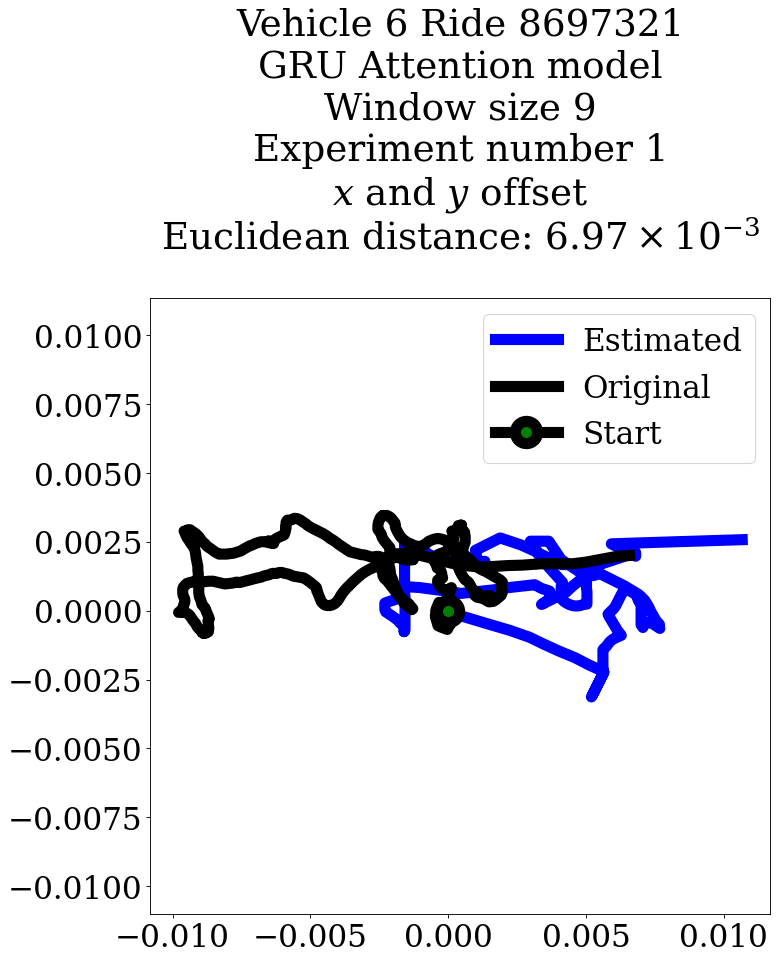 Vehicle 6 Ride 8697321
GRU Attention model
Window size 9
Experiment number 1
x and y offset
Euclidean distance: 6.97 × 10⁻³
Estimated
Original
Start
0.0100
0.0075
0.0050
0.0025
0.0000
−0.0025
−0.0050
−0.0075
−0.0100
−0.010 −0.005 0.000 0.005 0.010